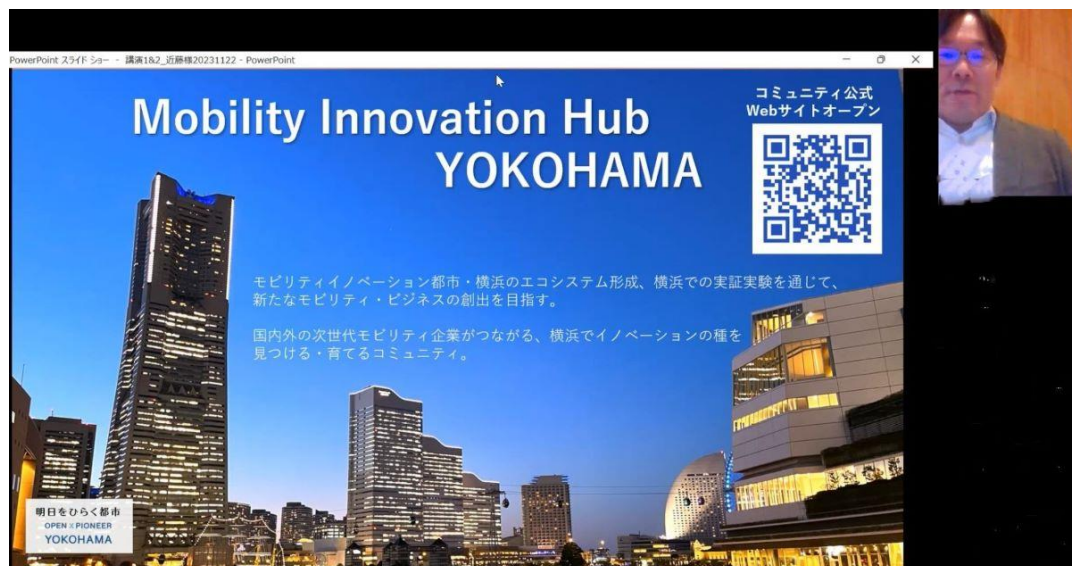 PowerPoint スライド ショー - 講演1&2_近藤様20231122 - PowerPoint
Mobility Innovation Hub
YOKOHAMA
コミュニティ公式
Webサイトオープン
モビリティイノベーション都市・横浜のエコシステム形成、横浜での実証実験を通じて、
新たなモビリティ・ビジネスの創出を目指す。
国内外の次世代モビリティ企業がつながる、横浜でイノベーションの種を
見つける・育てるコミュニティ。
明日をひらく都市
OPEN × PIONEER
YOKOHAMA